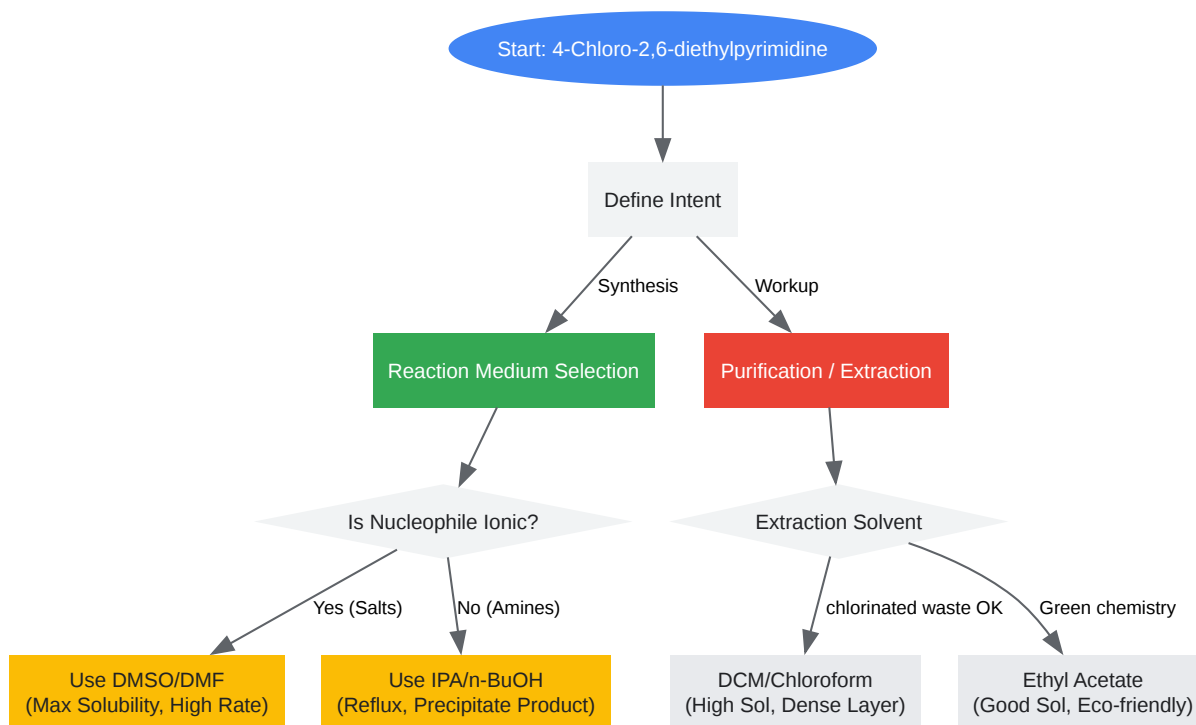 Start: 4-Chloro-2,6-diethylpyrimidine
Define Intent
Synthesis
Workup
Reaction Medium Selection
Purification / Extraction
Is Nucleophile Ionic?
Extraction Solvent
Yes (Salts)
No (Amines)
chlorinated waste OK
Green chemistry
Use DMSO/DMF
(Max Solubility, High Rate)
Use IPA/n-BuOH
(Reflux, Precipitate Product)
DCM/Chloroform
(High Sol, Dense Layer)
Ethyl Acetate
(Good Sol, Eco-friendly)